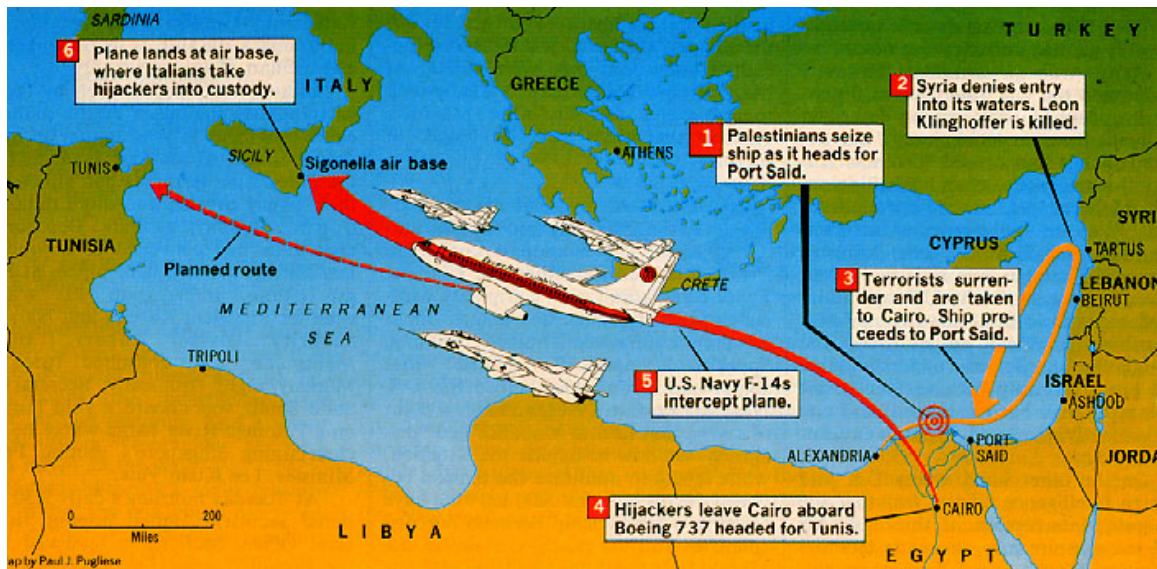 SARDINIA
TURKEY
6
Plane lands at air base,
where Italians take
hijackers into custody.
ITALY
GREECE
2
Syria denies entry
into its waters. Leon
Klinghoffer is killed.
1
Palestinians seize
ship as it heads for
Port Said.
TUNIS
SICILY
Sigonella air base
ATHENS
TUNISIA
Planned route
CYPRUS
SYRI
TARTUS
3
Terrorists surren-
der and are taken
to Cairo. Ship pro-
ceeds to Port Said.
LEBANON
BEIRUT
CRETE
MEDITERRANEAN
SEA
TRIPOLI
5
U.S. Navy F-14s
intercept plane.
ISRAEL
ASHDOD
ALEXANDRIA
PORT
SAID
JORDA
4
Hijackers leave Cairo aboard
Boeing 737 headed for Tunis.
CAIRO
0 200
Miles
LIBYA
EGYPT
ap by Paul J. Pugliese